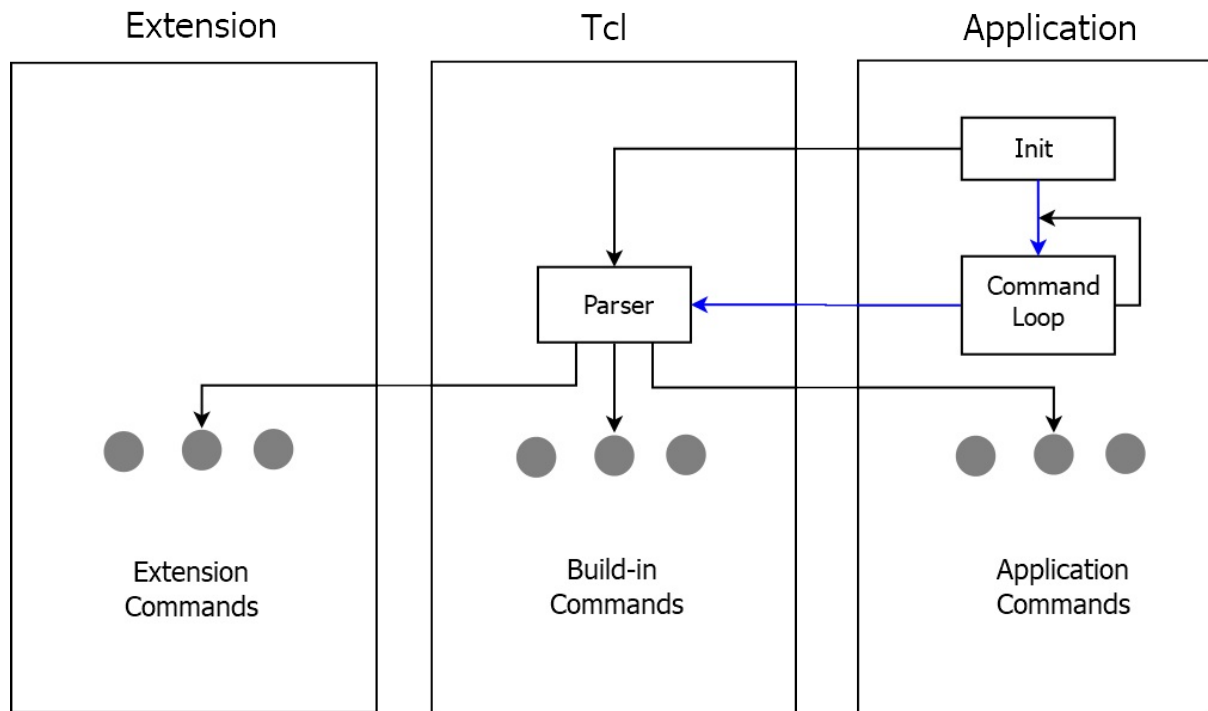 Extension
Tcl
Application
Init
Command
Loop
Parser
Extension
Commands
Build-in
Commands
Application
Commands